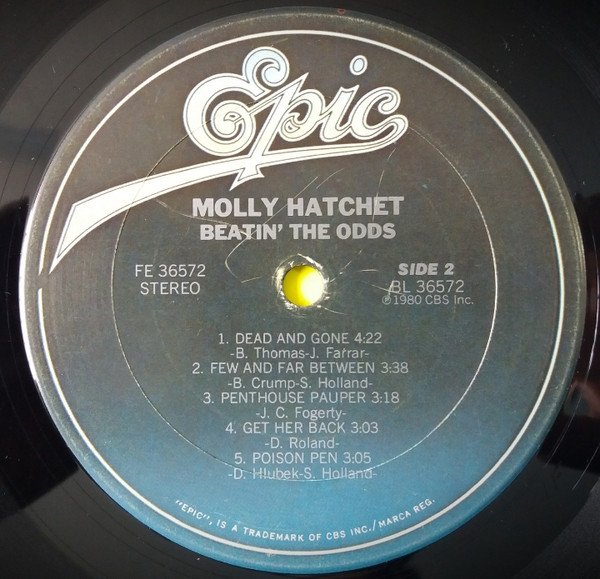 Epic
MOLLY HATCHET
BEATIN' THE ODDS
FE 36572
STEREO
SIDE 2
BL 36572
℗1980 CBS Inc.
1. DEAD AND GONE 4:22
-B. Thomas-J. Farrar-
2. FEW AND FAR BETWEEN 3:38
-B. Crump-S. Holland-
3. PENTHOUSE PAUPER 3:18
-J. C. Fogerty-
4. GET HER BACK 3:03
-D. Roland-
5. POISON PEN 3:05
-D. Hlubek-S. Holland-
"EPIC", IS A TRADEMARK OF CBS INC./MARCA REG.